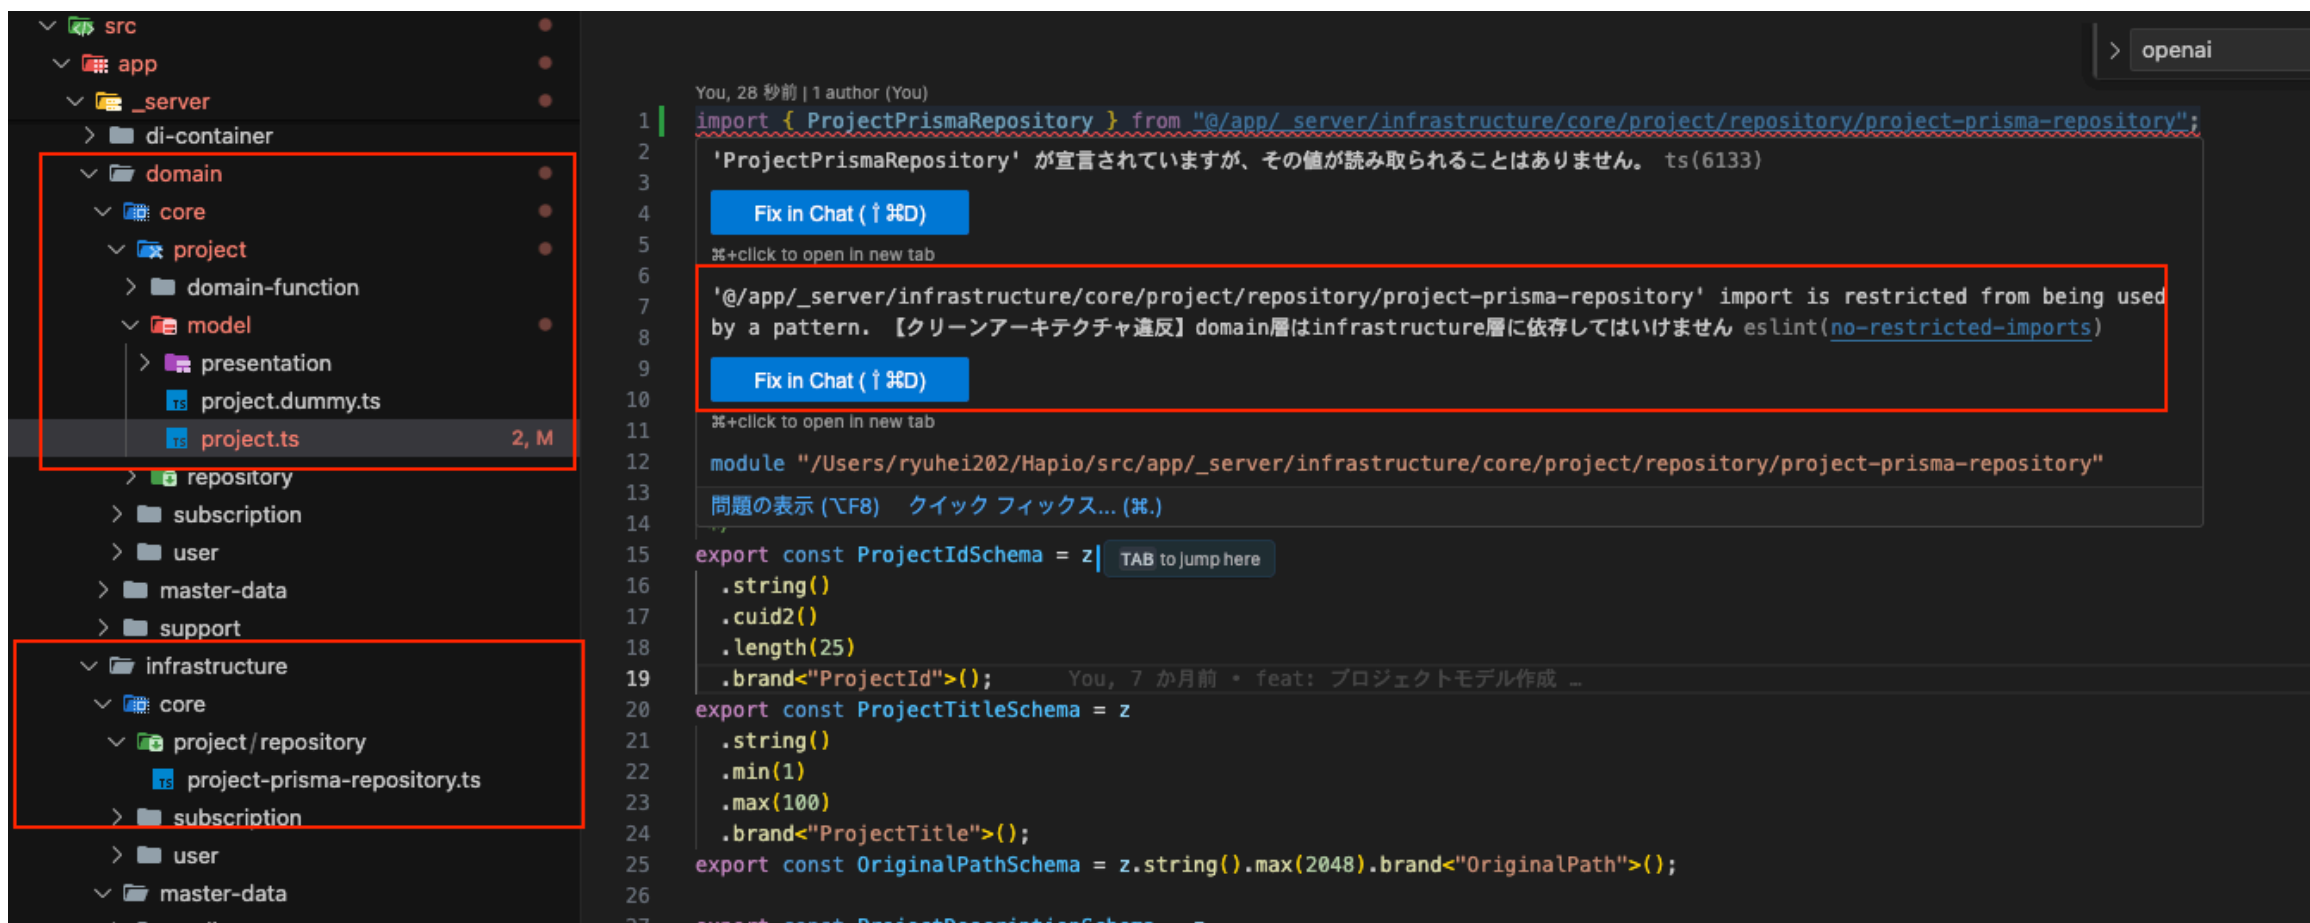 src
app
_server
di-container
domain
core
project
domain-function
model
presentation
project.dummy.ts
project.ts 2, M
repository
subscription
user
master-data
support
infrastructure
core
project/repository
project-prisma-repository.ts
subscription
user
master-data
openai
You, 28 秒前 | 1 author (You)
1 import { ProjectPrismaRepository } from "@/app/_server/infrastructure/core/project/repository/project-prisma-repository";
2
3
4
5
6
7
8
9
10
11
12
13
14
'ProjectPrismaRepository' が宣言されていますが、その値が読み取られることはありません。 ts(6133)
Fix in Chat (⇧⌘D)
⌘+click to open in new tab
'@/app/_server/infrastructure/core/project/repository/project-prisma-repository' import is restricted from being used
by a pattern. 【クリーンアーキテクチャ違反】domain層はinfrastructure層に依存してはいけません eslint(no-restricted-imports)
Fix in Chat (⇧⌘D)
⌘+click to open in new tab
module "/Users/ryuhei202/Hapio/src/app/_server/infrastructure/core/project/repository/project-prisma-repository"
問題の表示 (⌥F8) クイック フィックス... (⌘.)
15 export const ProjectIdSchema = z
TAB to jump here
16 .string()
17 .cuid2()
18 .length(25)
19 .brand<"ProjectId">(); You, 7 か月前 • feat: プロジェクトモデル作成 …
20 export const ProjectTitleSchema = z
21 .string()
22 .min(1)
23 .max(100)
24 .brand<"ProjectTitle">();
25 export const OriginalPathSchema = z.string().max(2048).brand<"OriginalPath">();
26